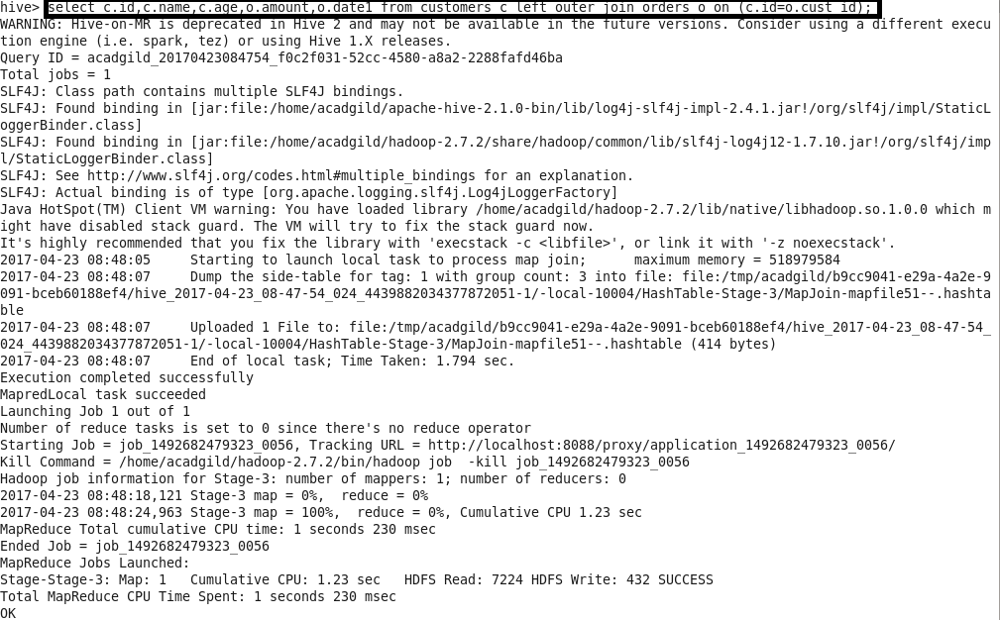 hive> select c.id,c.name,c.age,o.amount,o.date1 from customers c left outer join orders o on (c.id=o.cust_id);
WARNING: Hive-on-MR is deprecated in Hive 2 and may not be available in the future versions. Consider using a different execu
tion engine (i.e. spark, tez) or using Hive 1.X releases.
Query ID = acadgild_20170423084754_f0c2f031-52cc-4580-a8a2-2288fafd46ba
Total jobs = 1
SLF4J: Class path contains multiple SLF4J bindings.
SLF4J: Found binding in [jar:file:/home/acadgild/apache-hive-2.1.0-bin/lib/log4j-slf4j-impl-2.4.1.jar!/org/slf4j/impl/StaticL
oggerBinder.class]
SLF4J: Found binding in [jar:file:/home/acadgild/hadoop-2.7.2/share/hadoop/common/lib/slf4j-log4j12-1.7.10.jar!/org/slf4j/imp
l/StaticLoggerBinder.class]
SLF4J: See http://www.slf4j.org/codes.html#multiple_bindings for an explanation.
SLF4J: Actual binding is of type [org.apache.logging.slf4j.Log4jLoggerFactory]
Java HotSpot(TM) Client VM warning: You have loaded library /home/acadgild/hadoop-2.7.2/lib/native/libhadoop.so.1.0.0 which m
ight have disabled stack guard. The VM will try to fix the stack guard now.
It's highly recommended that you fix the library with 'execstack -c <libfile>', or link it with '-z noexecstack'.
2017-04-23 08:48:05     Starting to launch local task to process map join;      maximum memory = 518979584
2017-04-23 08:48:07     Dump the side-table for tag: 1 with group count: 3 into file: file:/tmp/acadgild/b9cc9041-e29a-4a2e-9
091-bceb60188ef4/hive_2017-04-23_08-47-54_024_4439882034377872051-1/-local-10004/HashTable-Stage-3/MapJoin-mapfile51--.hashta
ble
2017-04-23 08:48:07     Uploaded 1 File to: file:/tmp/acadgild/b9cc9041-e29a-4a2e-9091-bceb60188ef4/hive_2017-04-23_08-47-54_
024_4439882034377872051-1/-local-10004/HashTable-Stage-3/MapJoin-mapfile51--.hashtable (414 bytes)
2017-04-23 08:48:07     End of local task; Time Taken: 1.794 sec.
Execution completed successfully
MapredLocal task succeeded
Launching Job 1 out of 1
Number of reduce tasks is set to 0 since there's no reduce operator
Starting Job = job_1492682479323_0056, Tracking URL = http://localhost:8088/proxy/application_1492682479323_0056/
Kill Command = /home/acadgild/hadoop-2.7.2/bin/hadoop job  -kill job_1492682479323_0056
Hadoop job information for Stage-3: number of mappers: 1; number of reducers: 0
2017-04-23 08:48:18,121 Stage-3 map = 0%,  reduce = 0%
2017-04-23 08:48:24,963 Stage-3 map = 100%,  reduce = 0%, Cumulative CPU 1.23 sec
MapReduce Total cumulative CPU time: 1 seconds 230 msec
Ended Job = job_1492682479323_0056
MapReduce Jobs Launched:
Stage-Stage-3: Map: 1   Cumulative CPU: 1.23 sec   HDFS Read: 7224 HDFS Write: 432 SUCCESS
Total MapReduce CPU Time Spent: 1 seconds 230 msec
OK